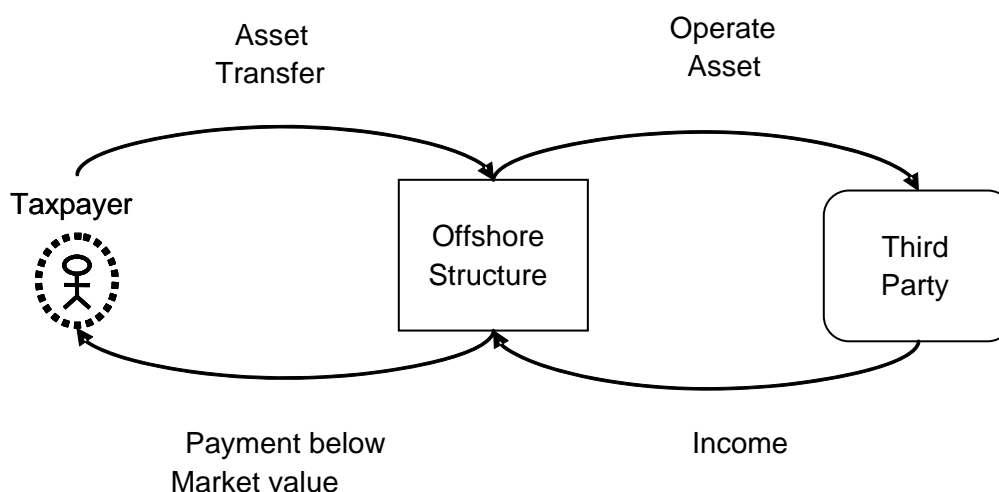 Asset
Transfer
Operate
Asset
Taxpayer
Offshore
Structure
Third
Party
Payment below
Market value
Income